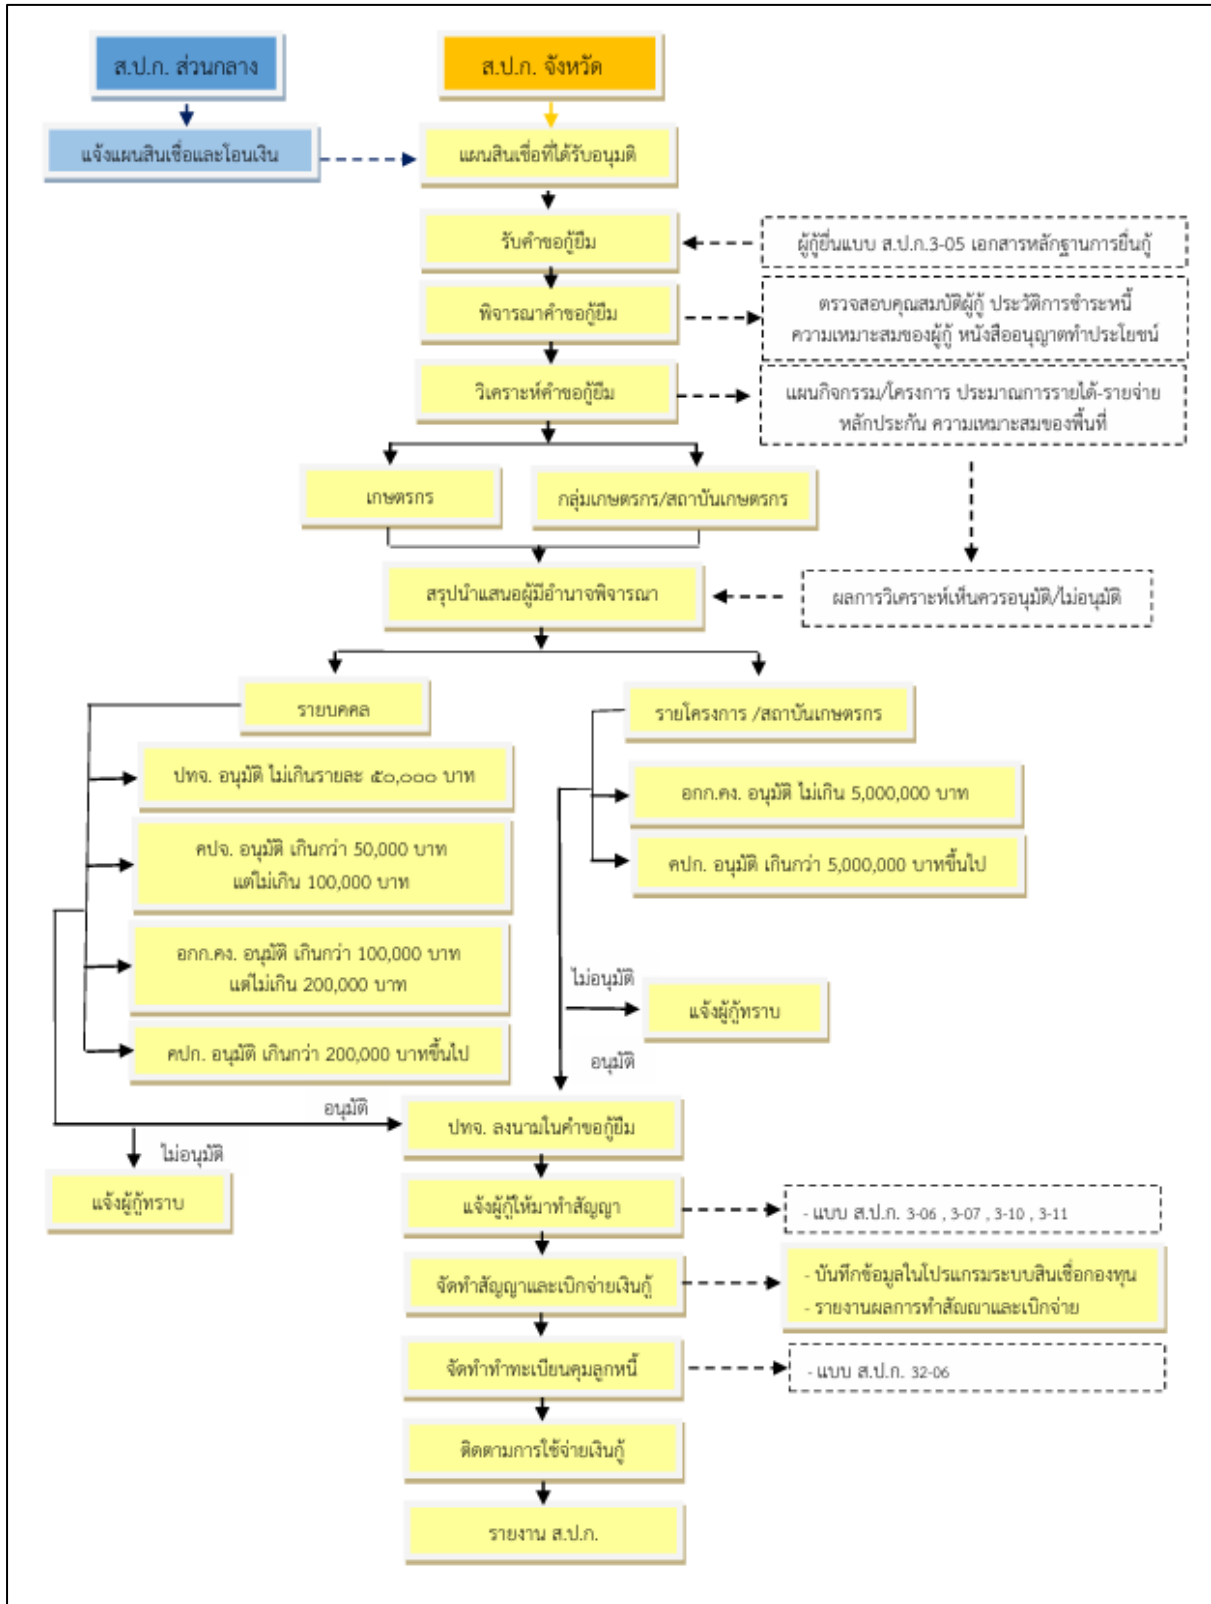 ส.ป.ก. ส่วนกลาง
ส.ป.ก. จังหวัด
แจ้งแผนสินเชื่อและโอนเงิน
แผนสินเชื่อที่ได้รับอนุมติ
รับคำขอกู้ยืม
ผู้กู้ยื่นแบบ ส.ป.ก.3-05 เอกสารหลักฐานการยื่นกู้
พิจารณาคำขอกู้ยืม
ตรวจสอบคุณสมบัติผู้กู้ ประวัติการชำระหนี้
ความเหมาะสมของผู้กู้ หนังสืออนุญาตทำประโยชน์
วิเคราะห์คำขอกู้ยืม
แผนกิจกรรม/โครงการ ประมาณการรายได้-รายจ่าย
หลักประกัน ความเหมาะสมของพื้นที่
เกษตรกร
กลุ่มเกษตรกร/สถาบันเกษตรกร
สรุปนำแสนอผู้มีอำนาจพิจารณา
ผลการวิเคราะห์เห็นควรอนุมัติ/ไม่อนุมัติ
รายบคคล
รายโครงการ /สถาบันเกษตรกร
ปทจ. อนุมัติ ไม่เกินรายละ ๕๐,๐๐๐ บาท
อกก.คง. อนุมัติ ไม่เกิน 5,000,000 บาท
คปจ. อนุมัติ เกินกว่า 50,000 บาท
แต่ไม่เกิน 100,000 บาท
คปก. อนุมัติ เกินกว่า 5,000,000 บาทขึ้นไป
อกก.คง. อนุมัติ เกินกว่า 100,000 บาท
แต่ไม่เกิน 200,000 บาท
ไม่อนุมัติ
แจ้งผู้กู้ทราบ
คปก. อนุมัติ เกินกว่า 200,000 บาทขึ้นไป
อนุมัติ
อนุมัติ
ปทจ. ลงนามในคำขอกู้ยืม
ไม่อนุมัติ
แจ้งผู้กู้ทราบ
แจ้งผู้กู้ให้มาทำสัญญา
- แบบ ส.ป.ก. 3-06 , 3-07 , 3-10 , 3-11
จัดทำสัญญาและเบิกจ่ายเงินกู้
- บันทึกข้อมูลในโปรแกรมระบบสินเชื่อกองทุน
- รายงานผลการทำสัญญาและเบิกจ่าย
จัดทำทำทะเบียนคุมลูกหนี้
- แบบ ส.ป.ก. 32-06
ติดตามการใช้จ่ายเงินกู้
รายงาน ส.ป.ก.